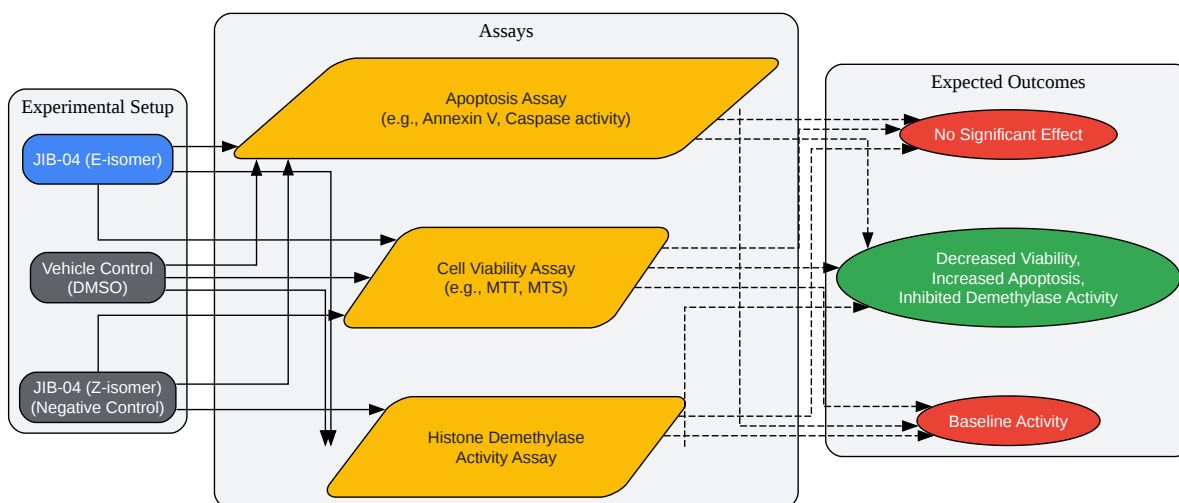 Experimental Setup
JIB-04 (E-isomer)
Vehicle Control
(DMSO)
JIB-04 (Z-isomer)
(Negative Control)
Assays
Apoptosis Assay
(e.g., Annexin V, Caspase activity)
Cell Viability Assay
(e.g., MTT, MTS)
Histone Demethylase
Activity Assay
Expected Outcomes
No Significant Effect
Decreased Viability,
Increased Apoptosis,
Inhibited Demethylase Activity
Baseline Activity